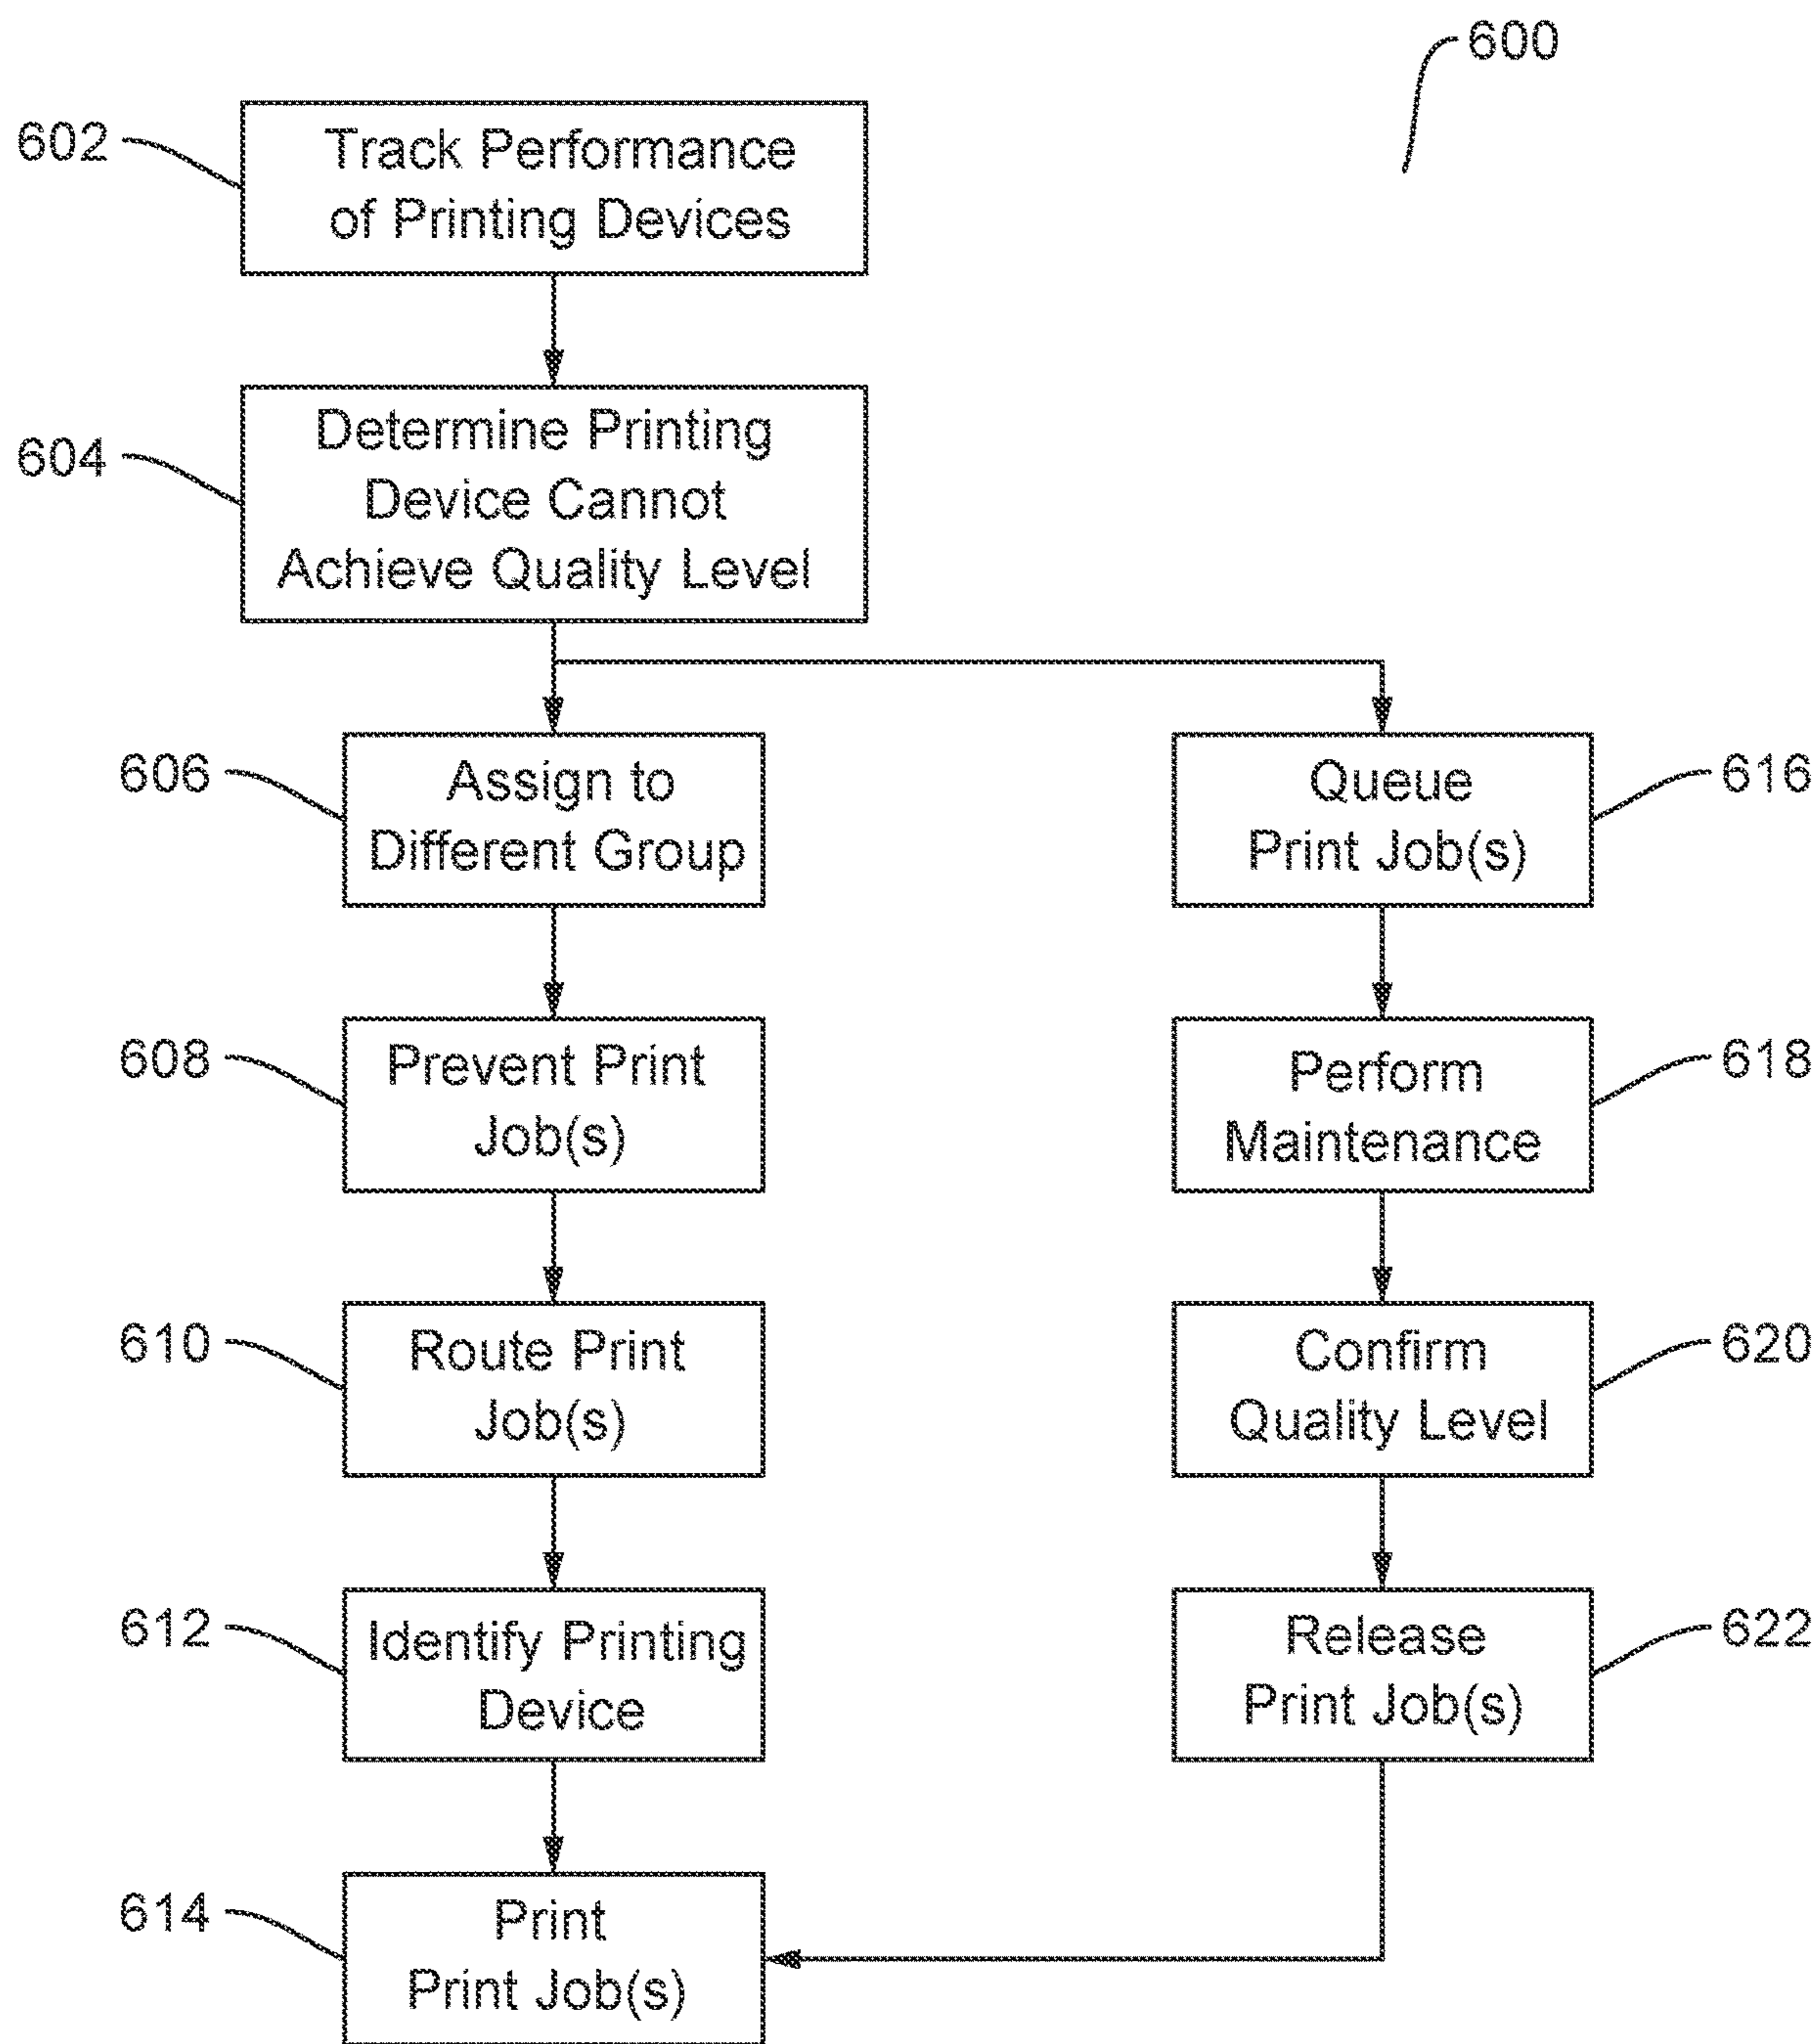 600
602
Track Performance
of Printing Devices
604
Determine Printing
Device Cannot
Achieve Quality Level
606
Assign to
Different Group
616
Queue
Print Job(s)
608
Prevent Print
Job(s)
618
Perform
Maintenance
610
Route Print
Job(s)
620
Confirm
Quality Level
612
Identify Printing
Device
622
Release
Print Job(s)
614
Print
Print Job(s)